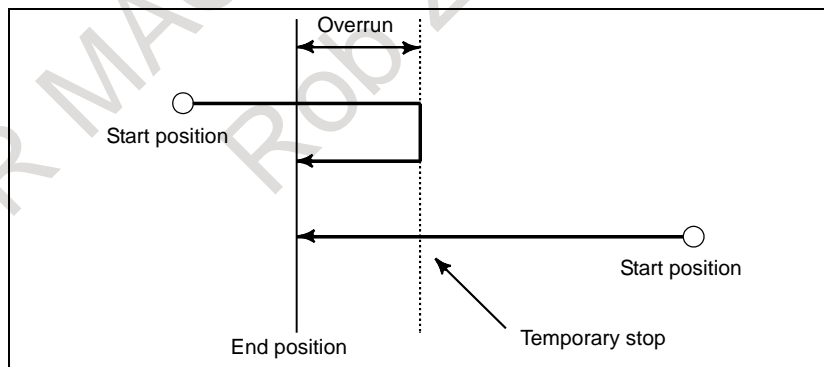 Overrun
Start position
Start position
Temporary stop
End position